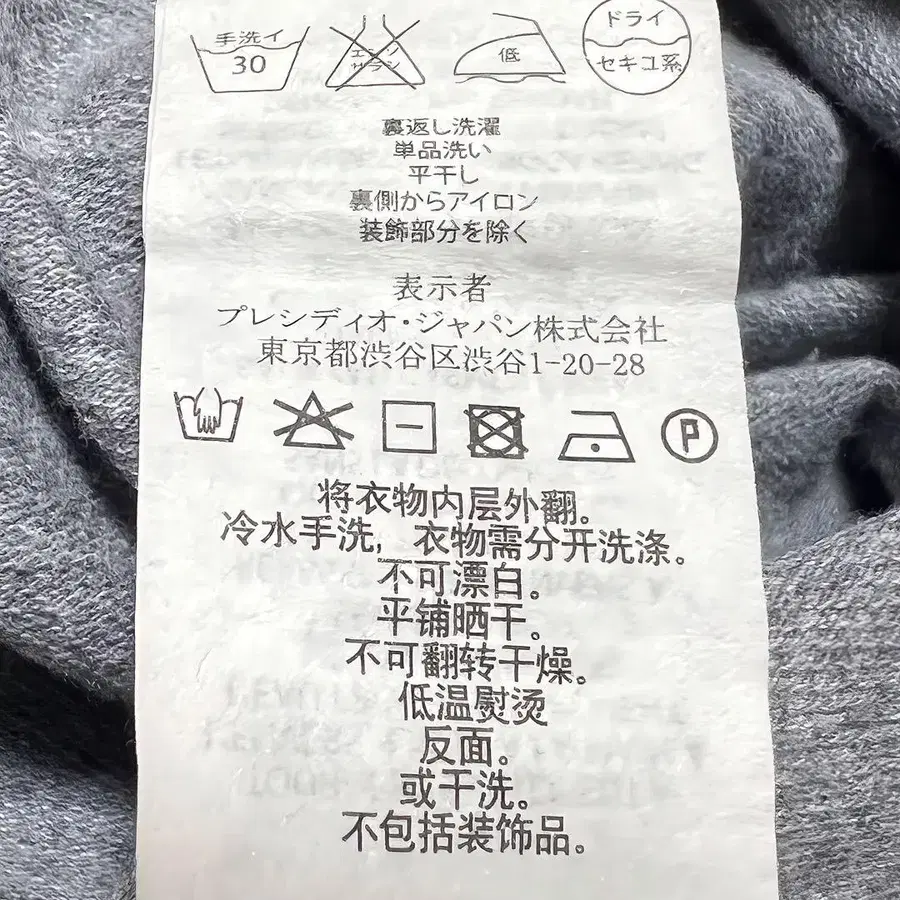 手洗イ
30
エンソ
サラシ
低
ドライ
セキユ系
裏返し洗濯
単品洗い
平干し
裏側からアイロン
装飾部分を除く
表示者
プレシディオ・ジャパン株式会社
東京都渋谷区渋谷1-20-28
P
将衣物内层外翻。
冷水手洗，衣物需分开洗涤。
不可漂白。
平铺晒干。
不可翻转干燥。
低温熨烫
反面。
或干洗。
不包括装饰品。